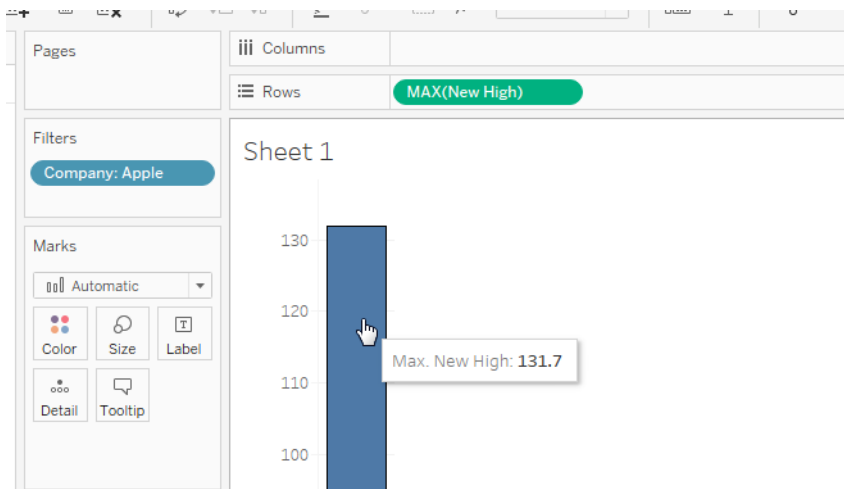 Pages
Columns
Rows
MAX(New High)
Filters
Company: Apple
Sheet 1
Marks
Automatic
Color
Size
Label
Detail
Tooltip
130
120
110
100
Max. New High: 131.7